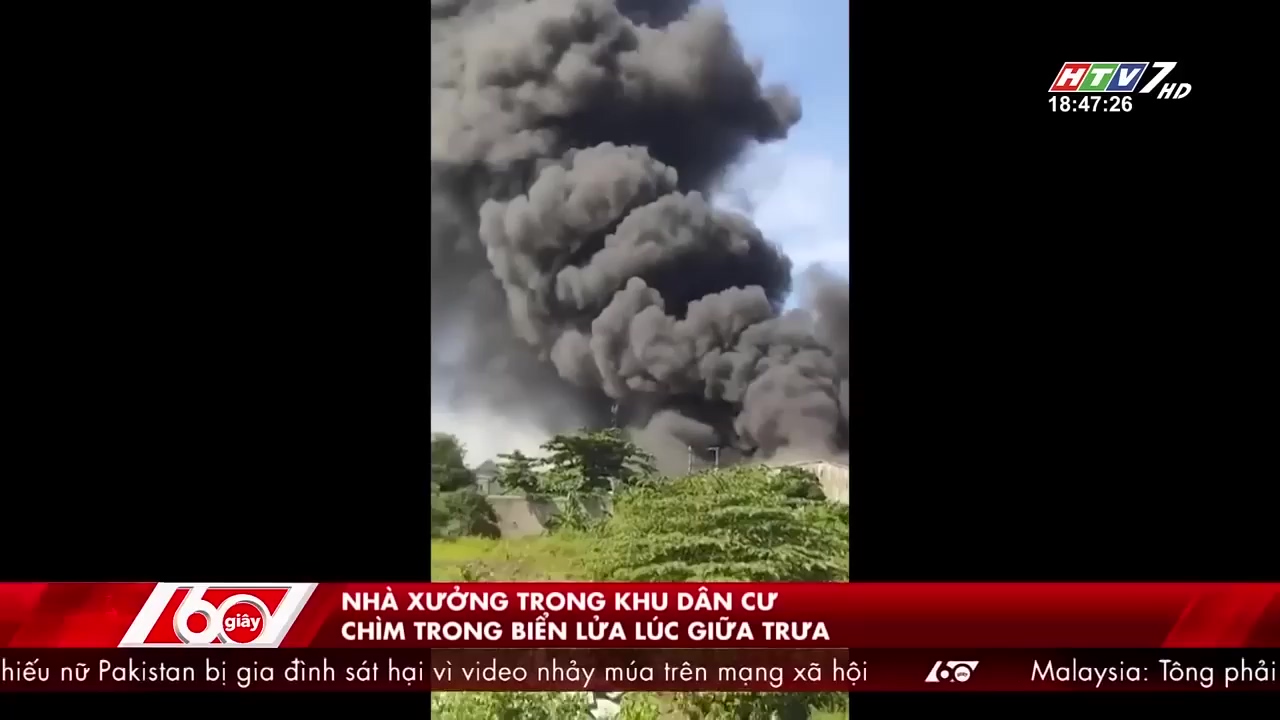 HTV7 HD
18:47:26
60 giây
NHÀ XƯỞNG TRONG KHU DÂN CƯ
CHÌM TRONG BIỂN LỬA LÚC GIỮA TRƯA
hiếu nữ Pakistan bị gia đình sát hại vì video nhảy múa trên mạng xã hội 60 giây Malaysia: Tông phải